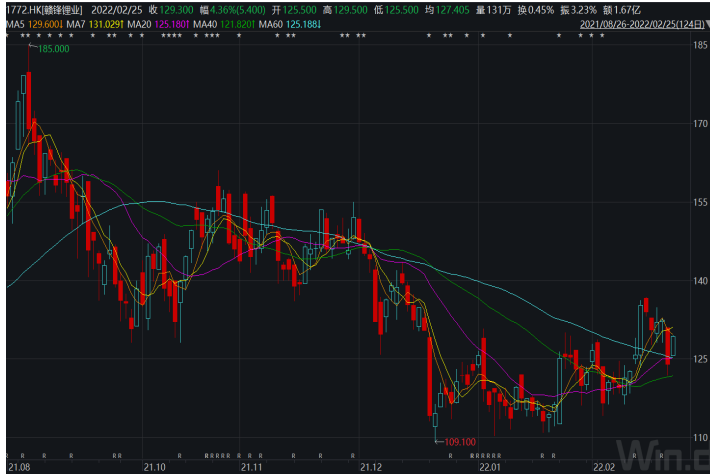 1772.HK[赣锋锂业] 2022/02/25 收 129.300 幅 4.36%(5.400) 开 125.500 高 129.500 低 125.500 均 127.405 量 131万 换 0.45% 振 3.23% 额 1.67亿
MA5 129.600↓ MA7 131.029↑ MA20 125.180↑ MA40 121.820↑ MA60 125.188↓ 2021/08/26-2022/02/25(124日)▼
185.000
185
170
155
140
125
109.100
110
R R R R R R R R R R R R R R R R R R R R R R R R R R R R R R R R
21.08 21.10 21.11 21.12 22.01 22.02
Win.c